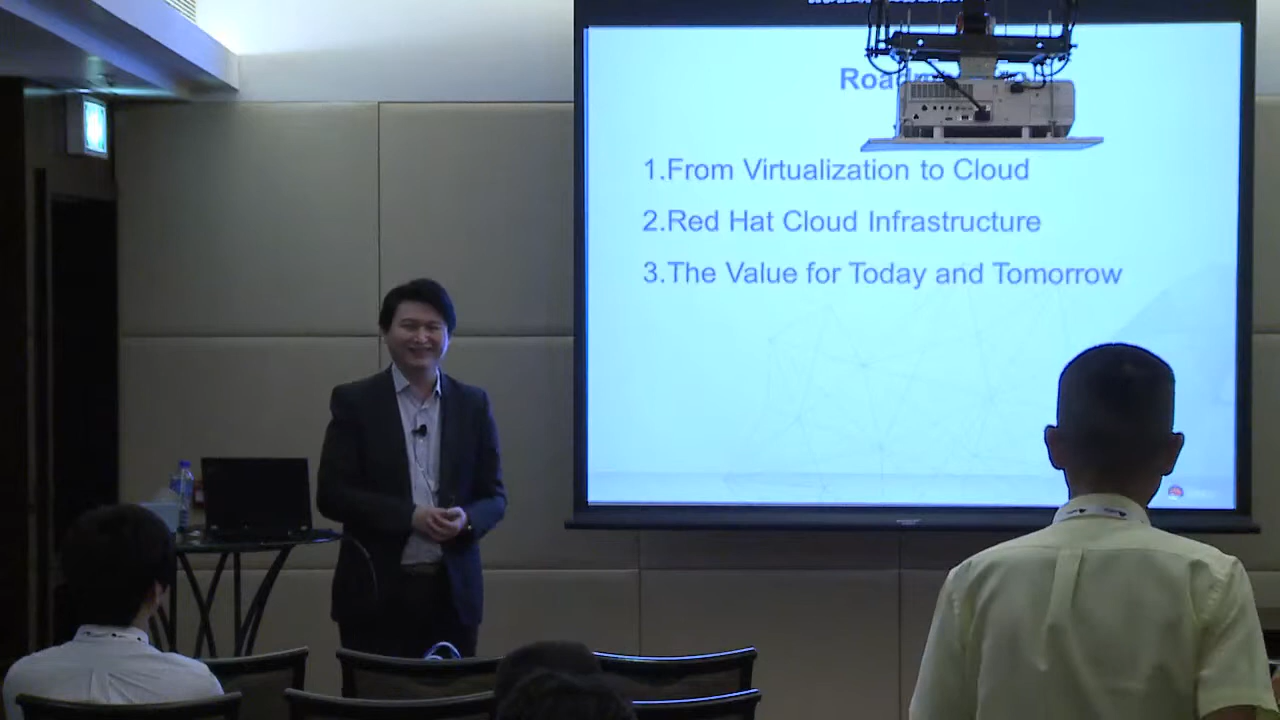 1.From Virtualization to Cloud
2.Red Hat Cloud Infrastructure
3.The Value for Today and Tomorrow